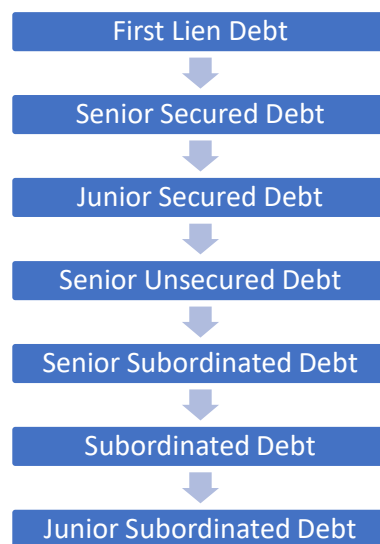 First Lien Debt
Senior Secured Debt
Junior Secured Debt
Senior Unsecured Debt
Senior Subordinated Debt
Subordinated Debt
Junior Subordinated Debt